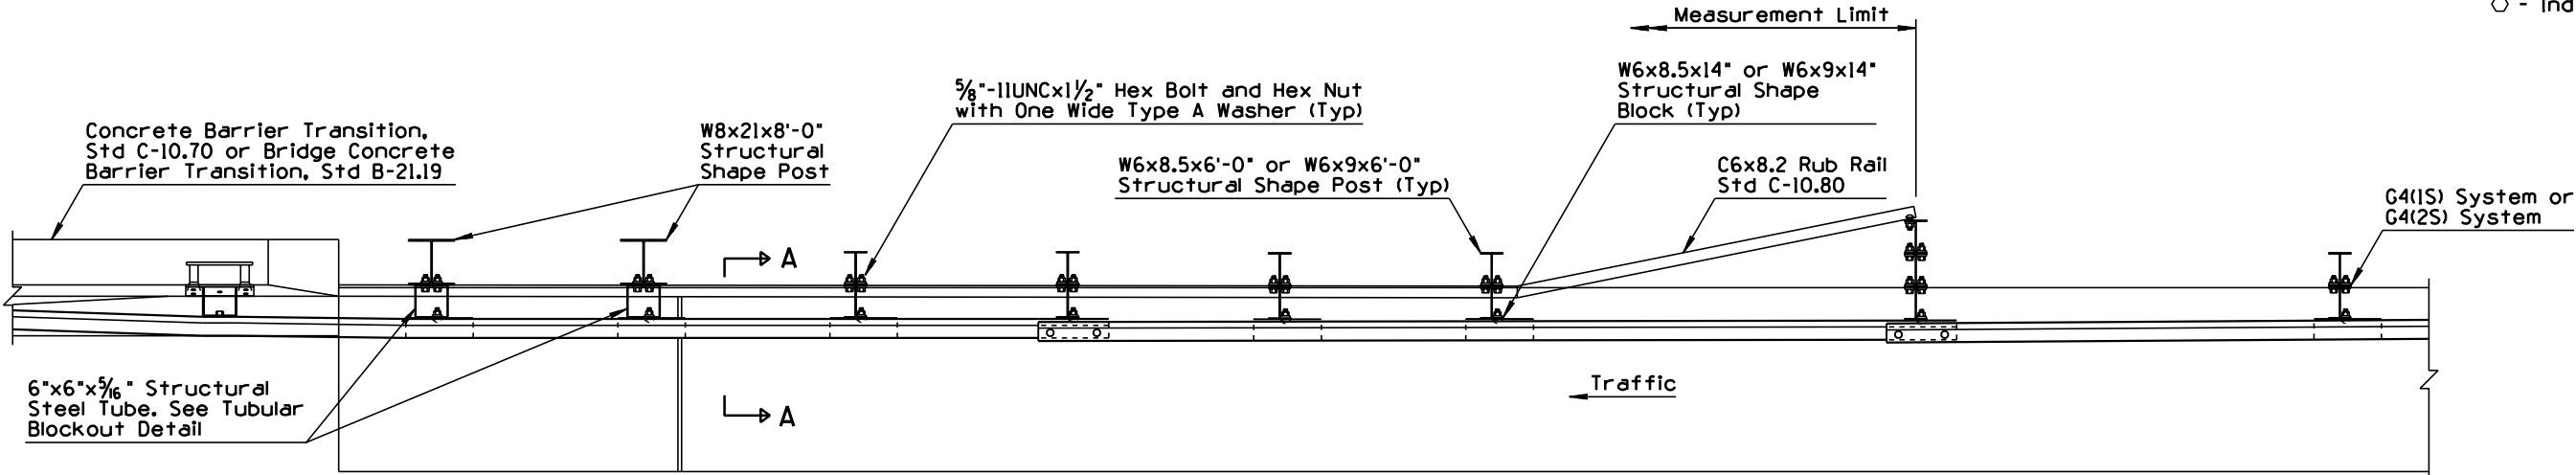 Measurement Limit
- Ind
5/8"-11UNCx1 1/2" Hex Bolt and Hex Nut
with One Wide Type A Washer (Typ)
W6x8.5x14" or W6x9x14"
Structural Shape
Block (Typ)
Concrete Barrier Transition,
Std C-10.70 or Bridge Concrete
Barrier Transition, Std B-21.19
W8x21x8'-0"
Structural
Shape Post
W6x8.5x6'-0" or W6x9x6'-0"
Structural Shape Post (Typ)
C6x8.2 Rub Rail
Std C-10.80
G4(1S) System or
G4(2S) System
A
6"x6"x5/16" Structural
Steel Tube. See Tubular
Blockout Detail
A
Traffic